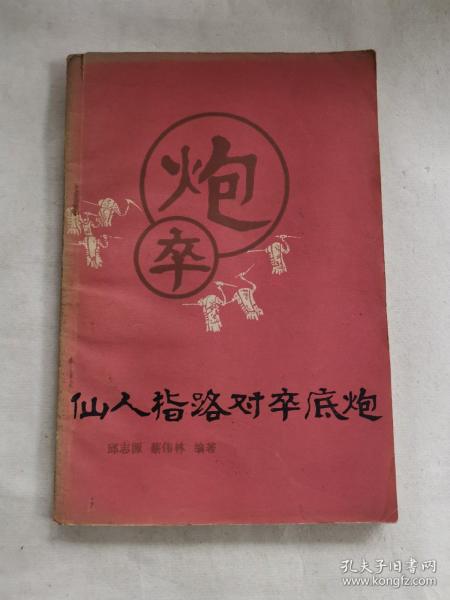 炮
卒
仙人指路对卒底炮
邱志源 蔡伟林 编著
孔夫子旧书网
www.kongfz.com